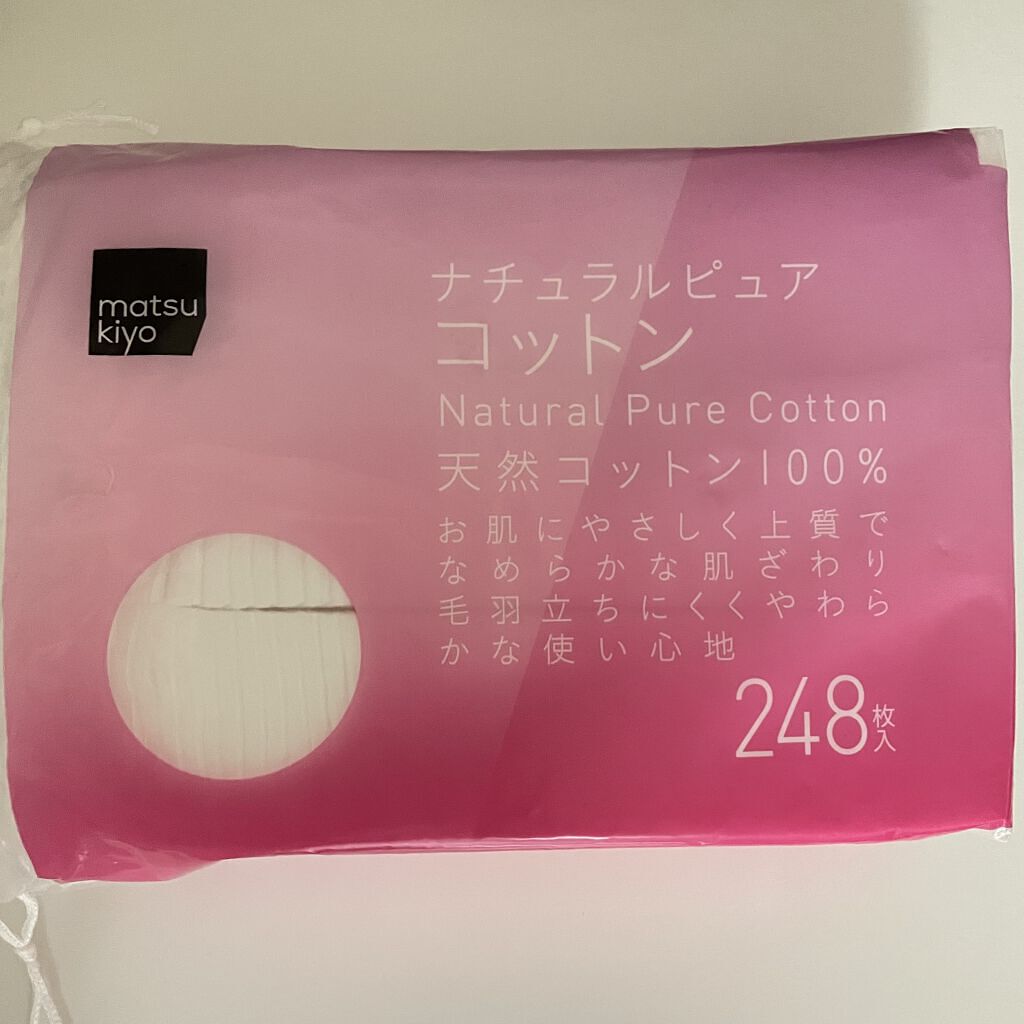 matsu
kiyo
ナチュラルピュア
コットン
Natural Pure Cotton
天然コットン100%
お肌にやさしく上質で
なめらかな肌ざわり
毛羽立ちにくくやわら
かな使い心地
248枚入